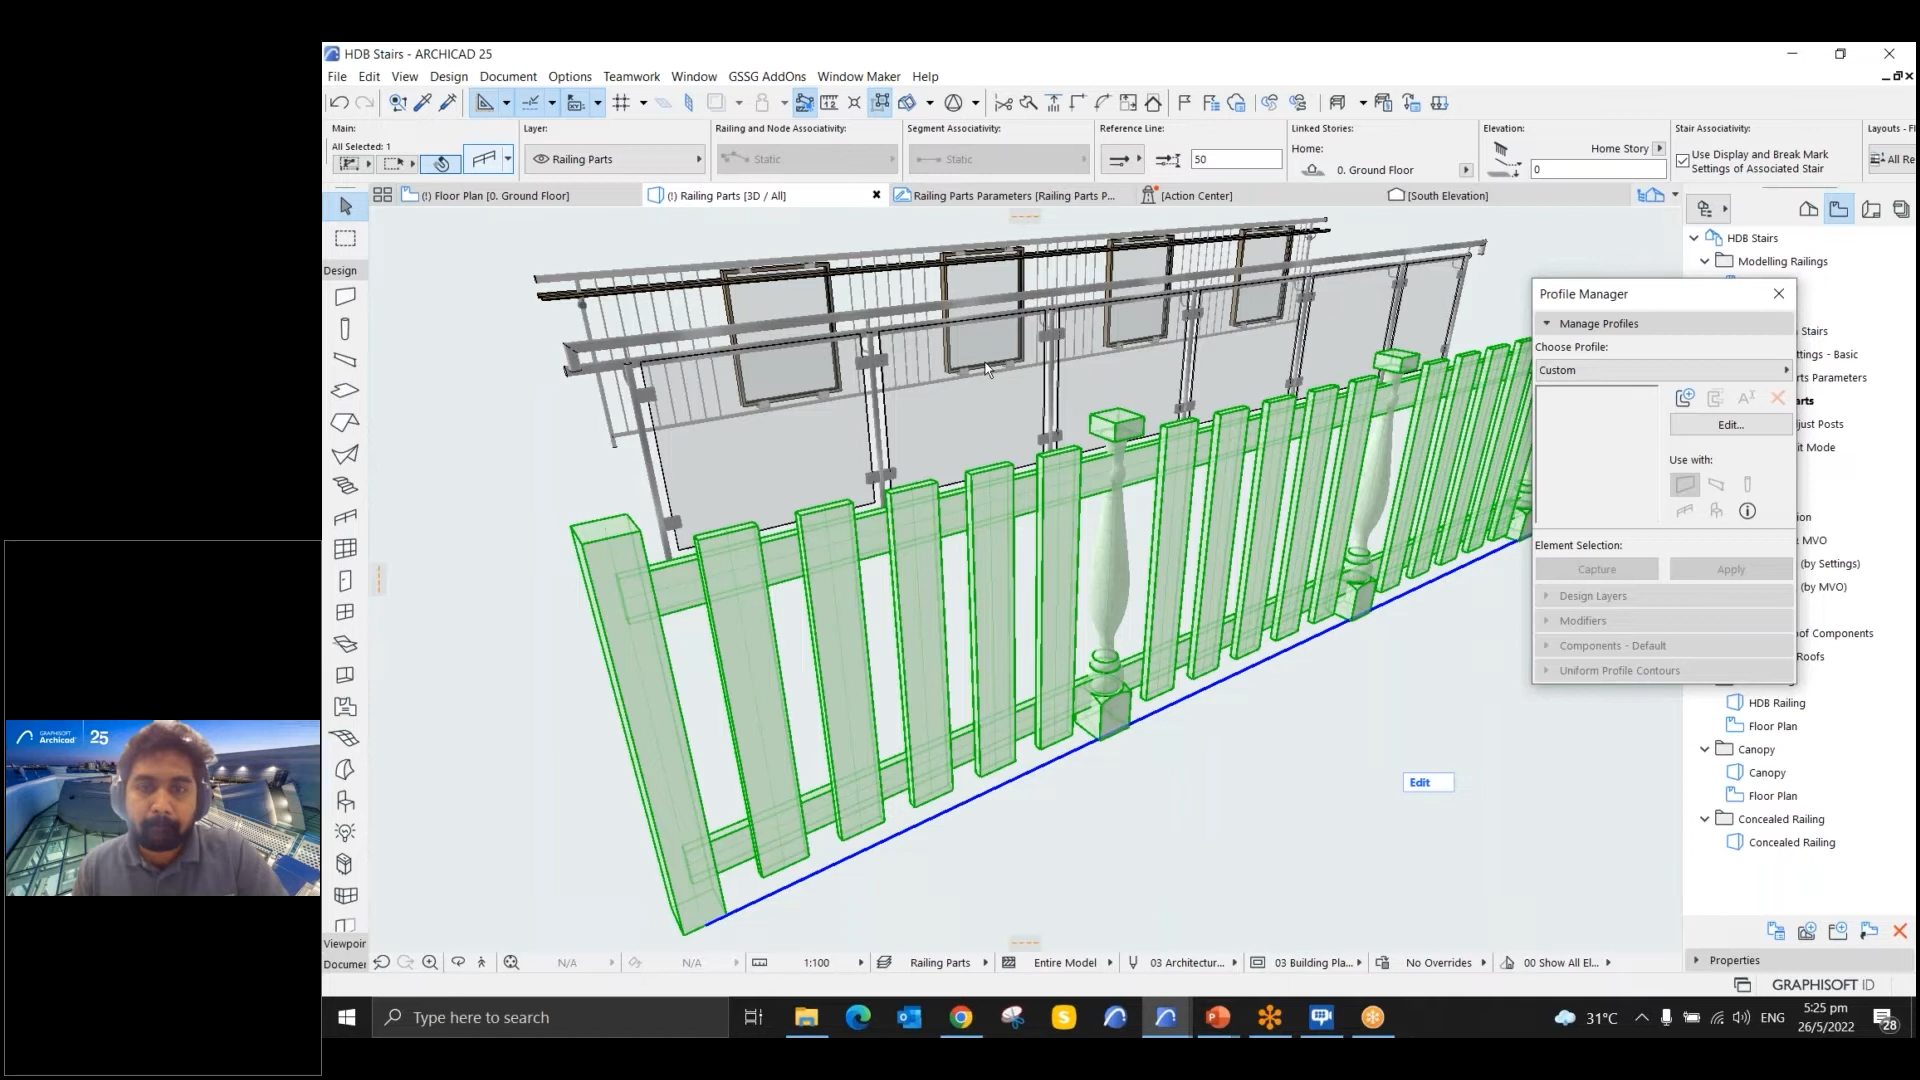 HDB Stairs - ARCHICAD 25
File Edit View Design Document Options Teamwork Window GSSG AddOns Window Maker Help
Main:
All Selected: 1
Layer:
Railing Parts
Railing and Node Associativity:
Static
Segment Associativity:
Static
Reference Line:
50
Linked Stories:
Home:
0. Ground Floor
Elevation:
Home Story
0
Stair Associativity:
Use Display and Break Mark
Settings of Associated Stair
Layouts - Fl
All Re
(!) Floor Plan [0. Ground Floor]
(!) Railing Parts [3D / All]
Railing Parts Parameters [Railing Parts P...
[Action Center]
[South Elevation]
Design
HDB Stairs
Modelling Railings
Stairs
ttings - Basic
rts Parameters
arts
just Posts
it Mode
ion
& MVO
(by Settings)
(by MVO)
of Components
Roofs
HDB Railing
Floor Plan
Canopy
Canopy
Floor Plan
Concealed Railing
Concealed Railing
Profile Manager
Manage Profiles
Choose Profile:
Custom
Edit...
Use with:
Element Selection:
Capture
Apply
Design Layers
Modifiers
Components - Default
Uniform Profile Contours
Edit
GRAPHISOFT
Archicad 25
Viewpoir
Documer
N/A
N/A
1:100
Railing Parts
Entire Model
03 Architectur...
03 Building Pla...
No Overrides
00 Show All El...
Properties
GRAPHISOFT ID
Type here to search
31°C
ENG
5:25 pm
26/5/2022
28